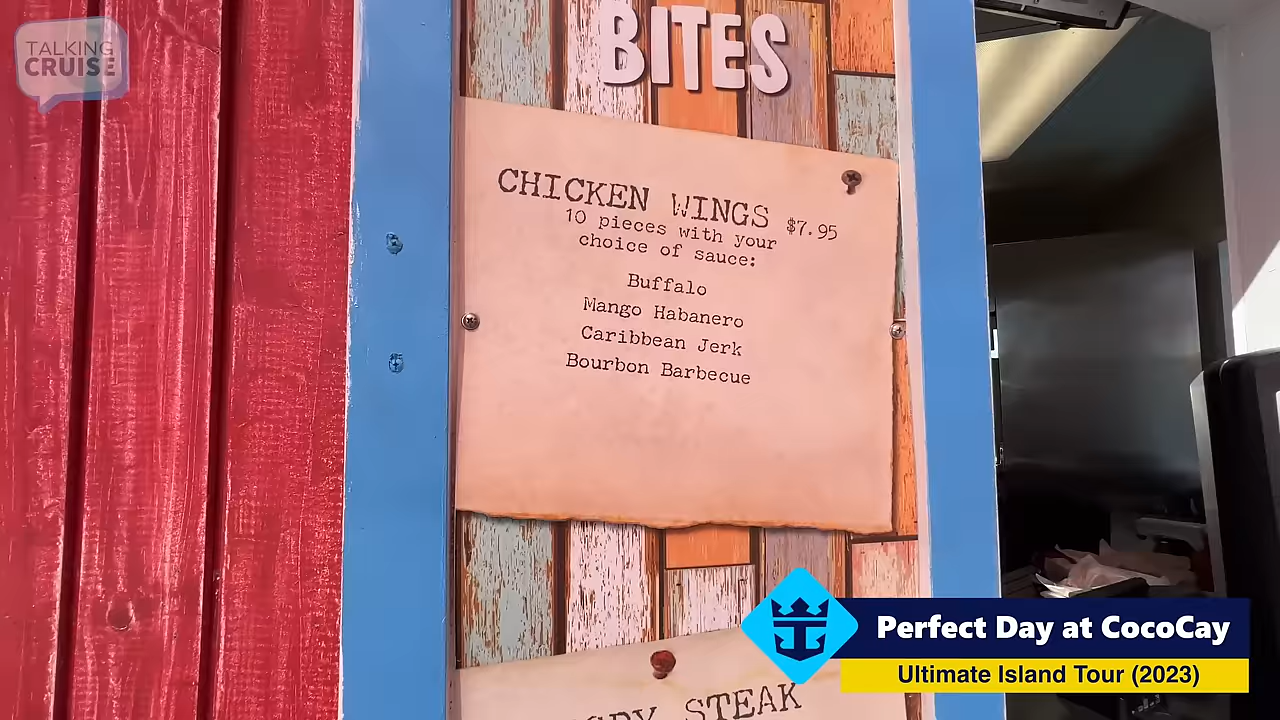 TALKING
CRUISE
BITES
CHICKEN WINGS $7.95
10 pieces with your
choice of sauce:
Buffalo
Mango Habanero
Caribbean Jerk
Bourbon Barbecue
STEAK
Perfect Day at CocoCay
Ultimate Island Tour (2023)